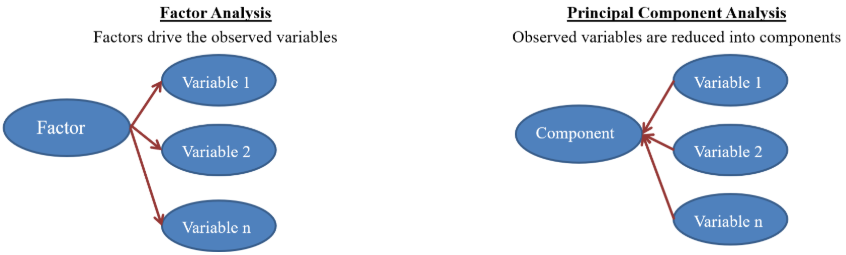 Factor Analysis
Factors drive the observed variables
Factor
Variable 1
Variable 2
Variable n
Principal Component Analysis
Observed variables are reduced into components
Component
Variable 1
Variable 2
Variable n